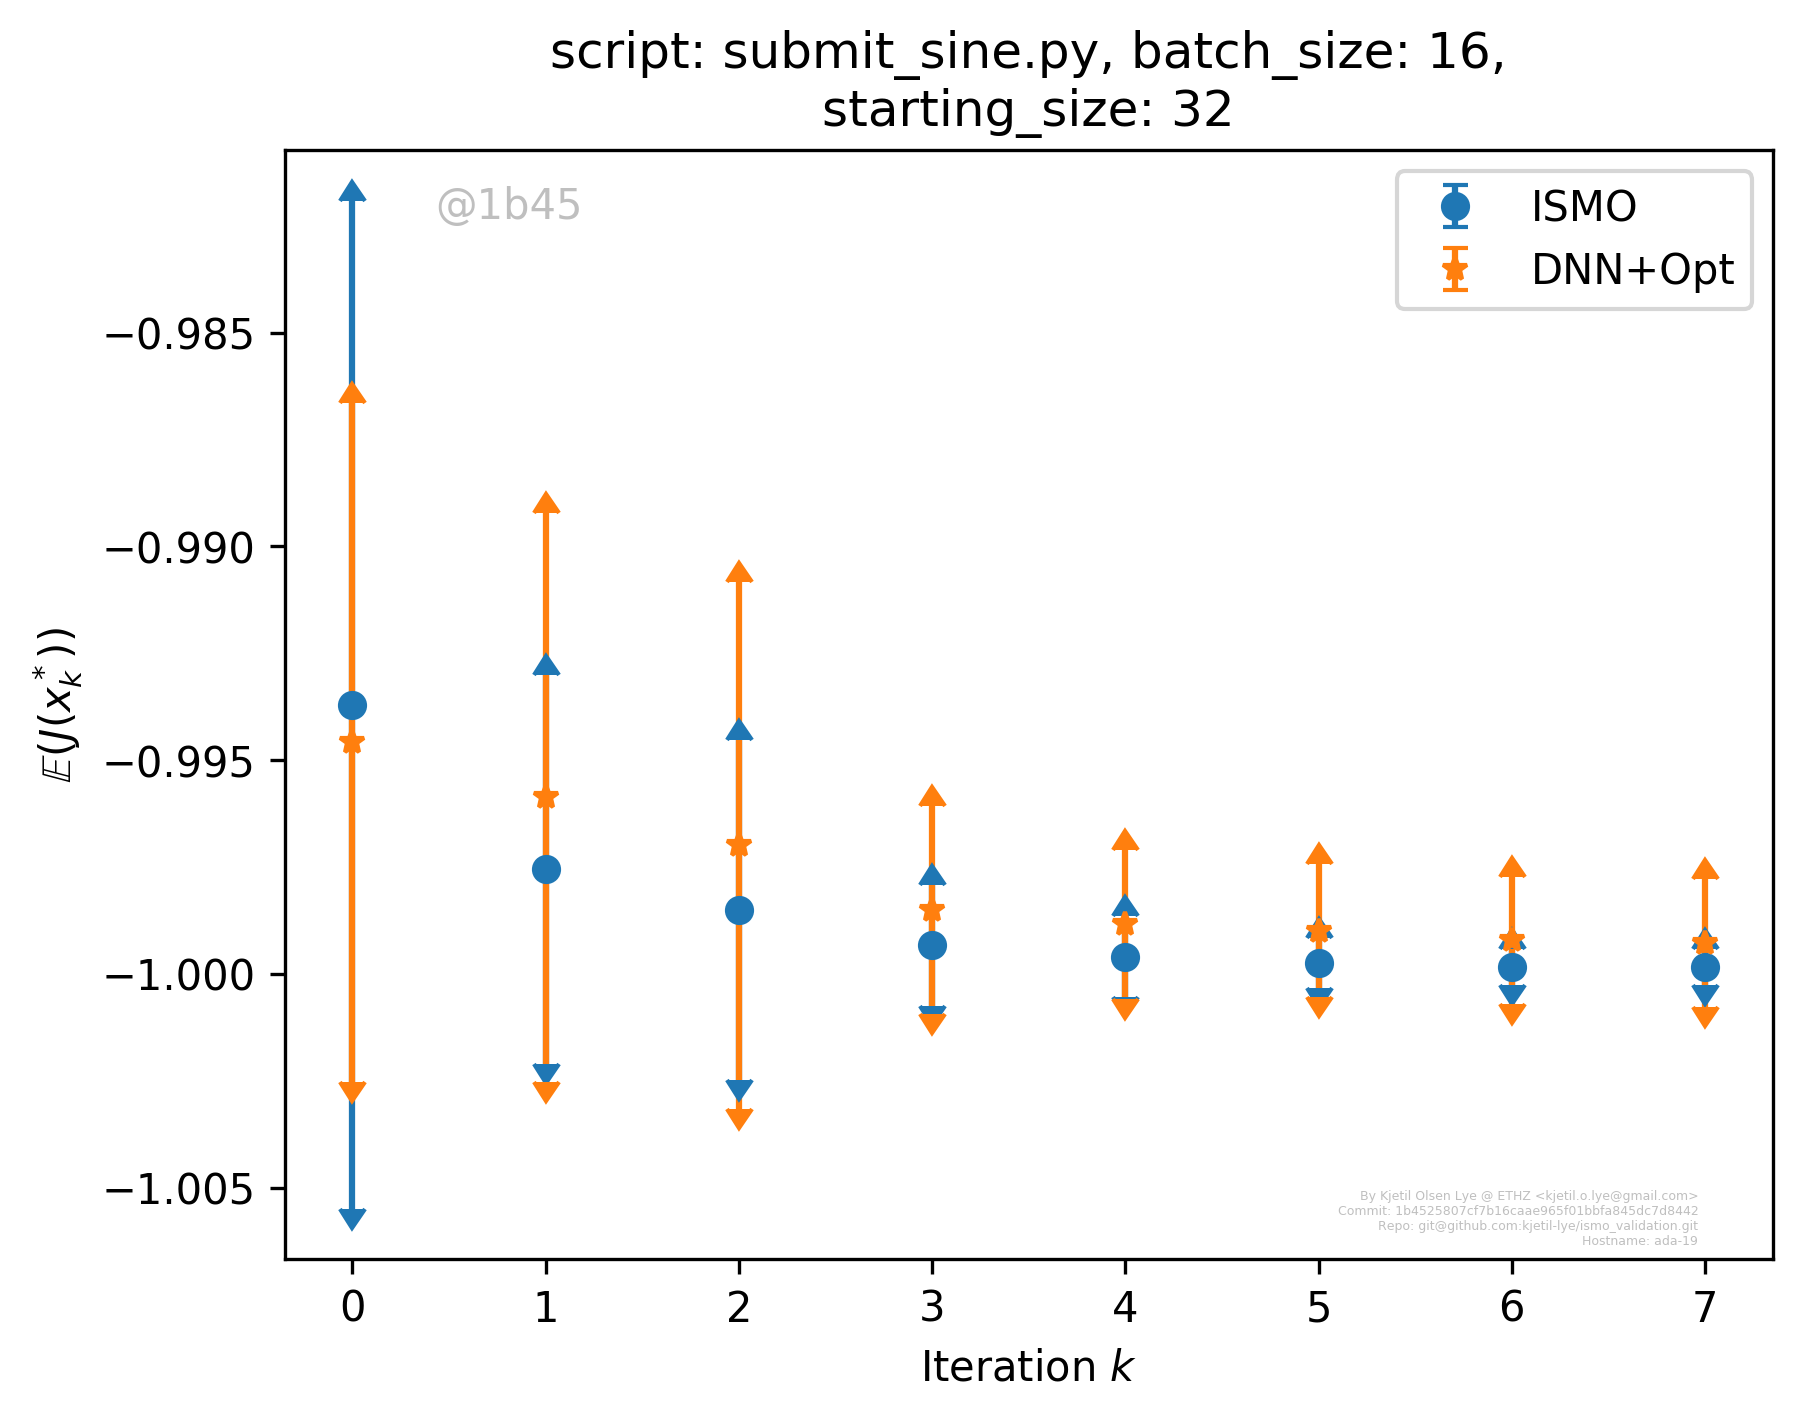 script: submit_sine.py, batch_size: 16,
starting_size: 32
@1b45
ISMO
DNN+Opt
−0.985
−0.990
−0.995
−1.000
−1.005
𝔼(J(x*k))
By Kjetil Olsen Lye @ ETHZ <kjetil.o.lye@gmail.com>
Commit: 1b4525807cf7b16caae965f01bbfa845dc7d8442
Repo: git@github.com:kjetil-lye/ismo_validation.git
Hostname: ada-19
0 1 2 3 4 5 6 7
Iteration k